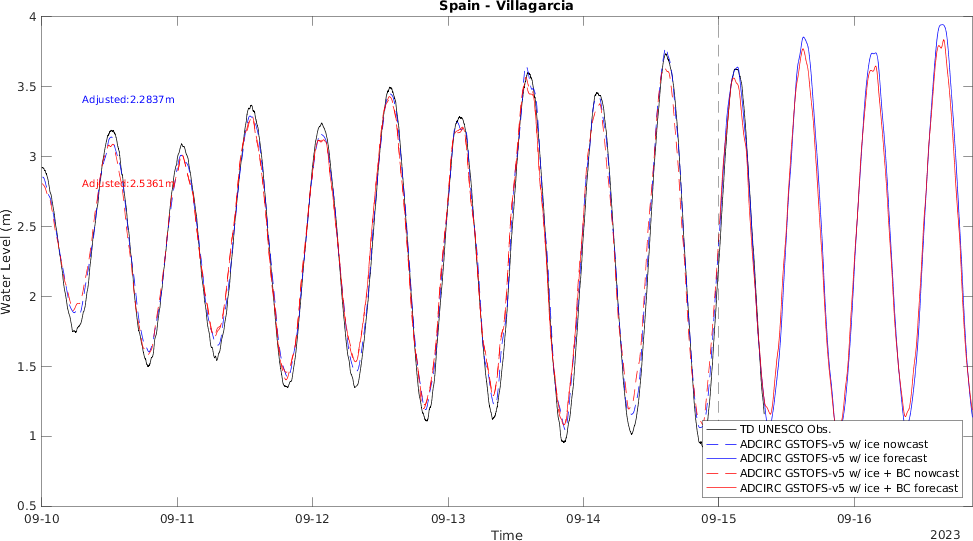 Spain - Villagarcia
4
3.5
3
2.5
2
1.5
1
0.5
Water Level (m)
Adjusted:2.2837m
Adjusted:2.5361m
TD UNESCO Obs.
ADCIRC GSTOFS-v5 w/ ice nowcast
ADCIRC GSTOFS-v5 w/ ice forecast
ADCIRC GSTOFS-v5 w/ ice + BC nowcast
ADCIRC GSTOFS-v5 w/ ice + BC forecast
09-10 09-11 09-12 09-13 09-14 09-15 09-16
Time
2023